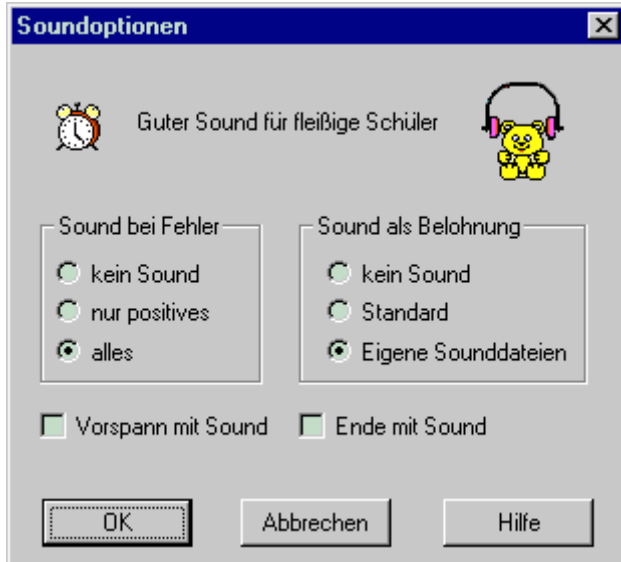 Soundoptionen
Guter Sound für fleißige Schüler
Sound bei Fehler
kein Sound
nur positives
alles
Sound als Belohnung
kein Sound
Standard
Eigene Sounddateien
Vorspann mit Sound
Ende mit Sound
OK
Abbrechen
Hilfe